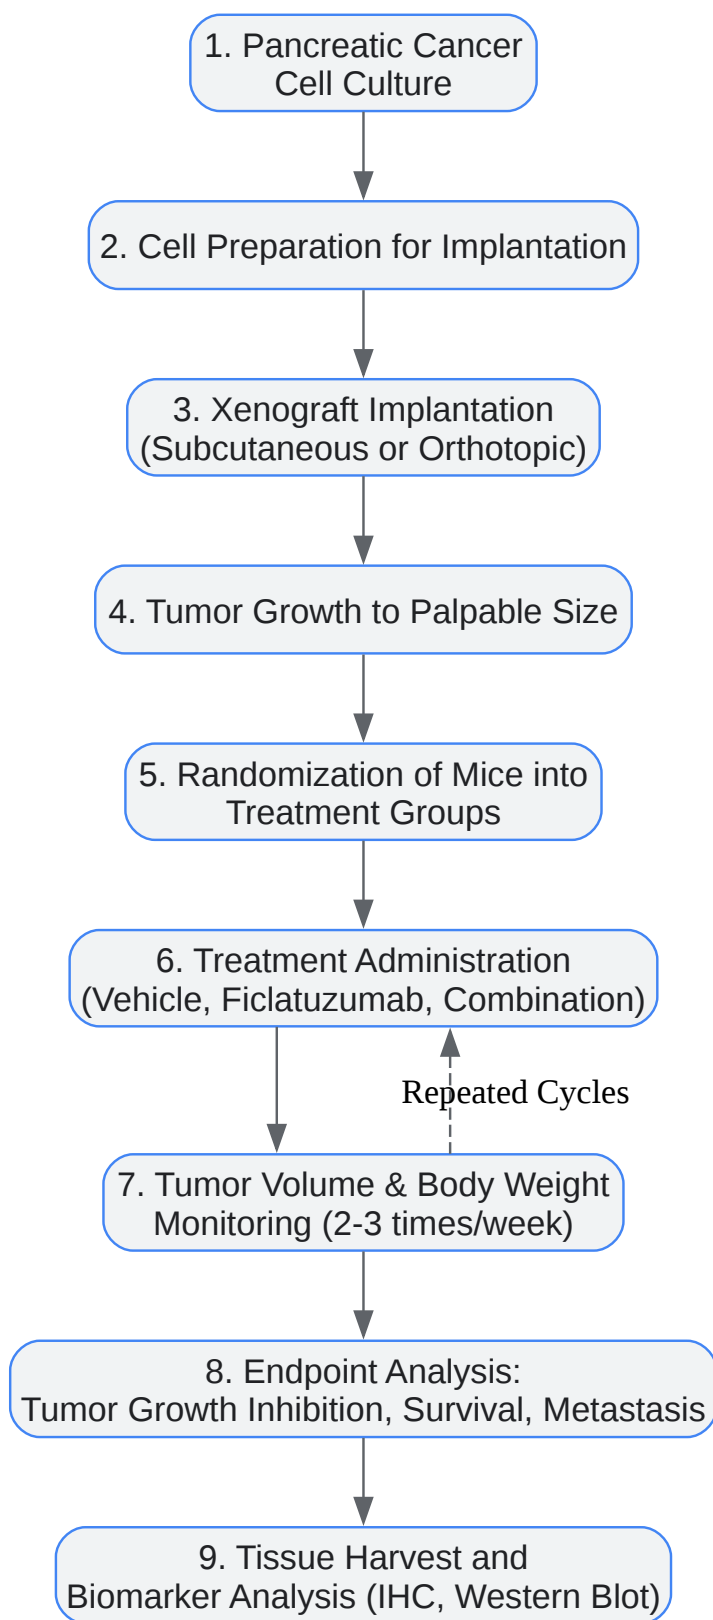 1. Pancreatic Cancer
Cell Culture
2. Cell Preparation for Implantation
3. Xenograft Implantation
(Subcutaneous or Orthotopic)
4. Tumor Growth to Palpable Size
5. Randomization of Mice into
Treatment Groups
6. Treatment Administration
(Vehicle, Ficlatuzumab, Combination)
Repeated Cycles
7. Tumor Volume & Body Weight
Monitoring (2-3 times/week)
8. Endpoint Analysis:
Tumor Growth Inhibition, Survival, Metastasis
9. Tissue Harvest and
Biomarker Analysis (IHC, Western Blot)